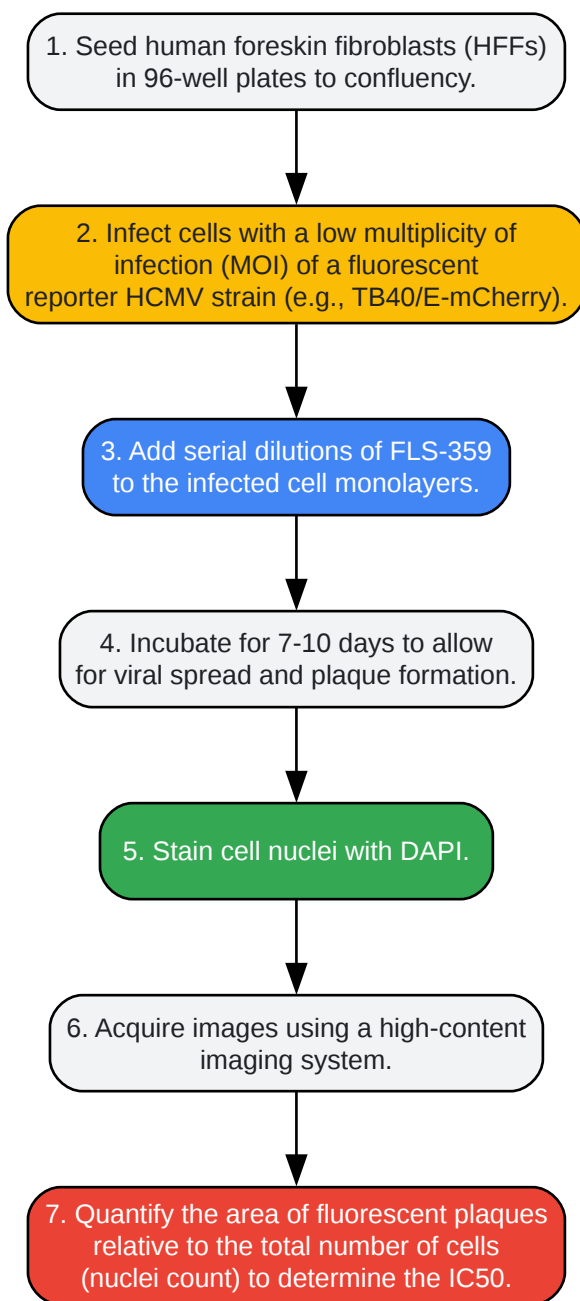 1. Seed human foreskin fibroblasts (HFFs)
in 96-well plates to confluency.
2. Infect cells with a low multiplicity of
infection (MOI) of a fluorescent
reporter HCMV strain (e.g., TB40/E-mCherry).
3. Add serial dilutions of FLS-359
to the infected cell monolayers.
4. Incubate for 7-10 days to allow
for viral spread and plaque formation.
5. Stain cell nuclei with DAPI.
6. Acquire images using a high-content
imaging system.
7. Quantify the area of fluorescent plaques
relative to the total number of cells
(nuclei count) to determine the IC50.